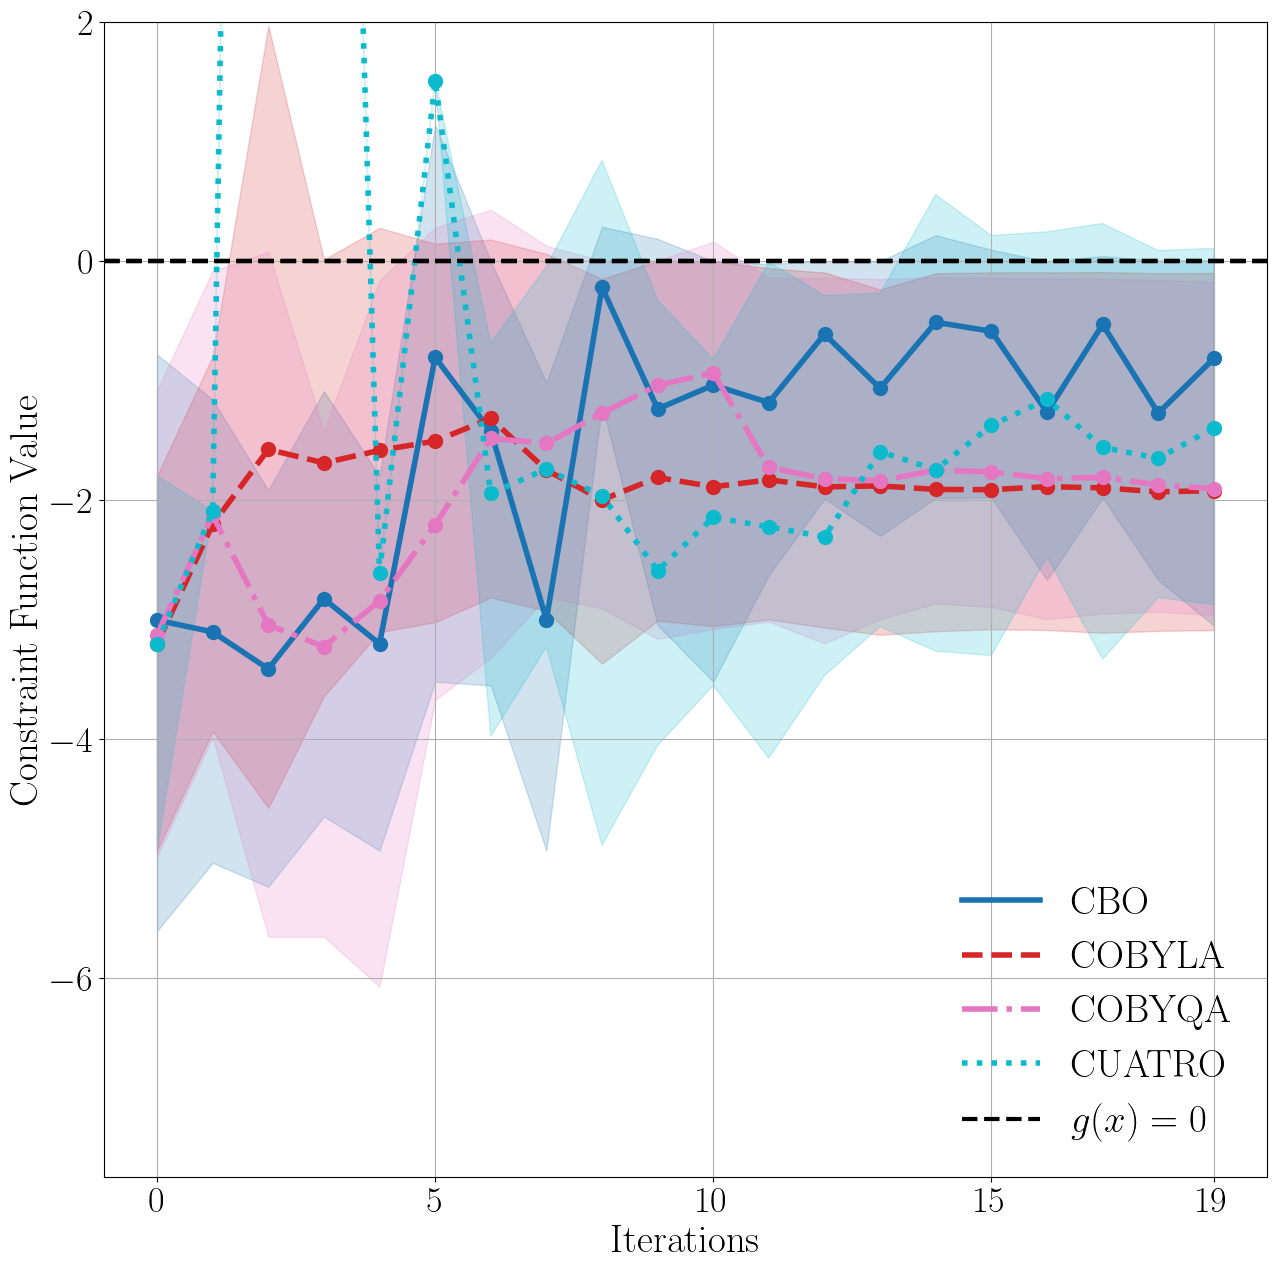 Constraint Function Value
2
0
−2
−4
−6
0 5 10 15 19
Iterations
CBO
COBYLA
COBYQA
CUATRO
g(x) = 0